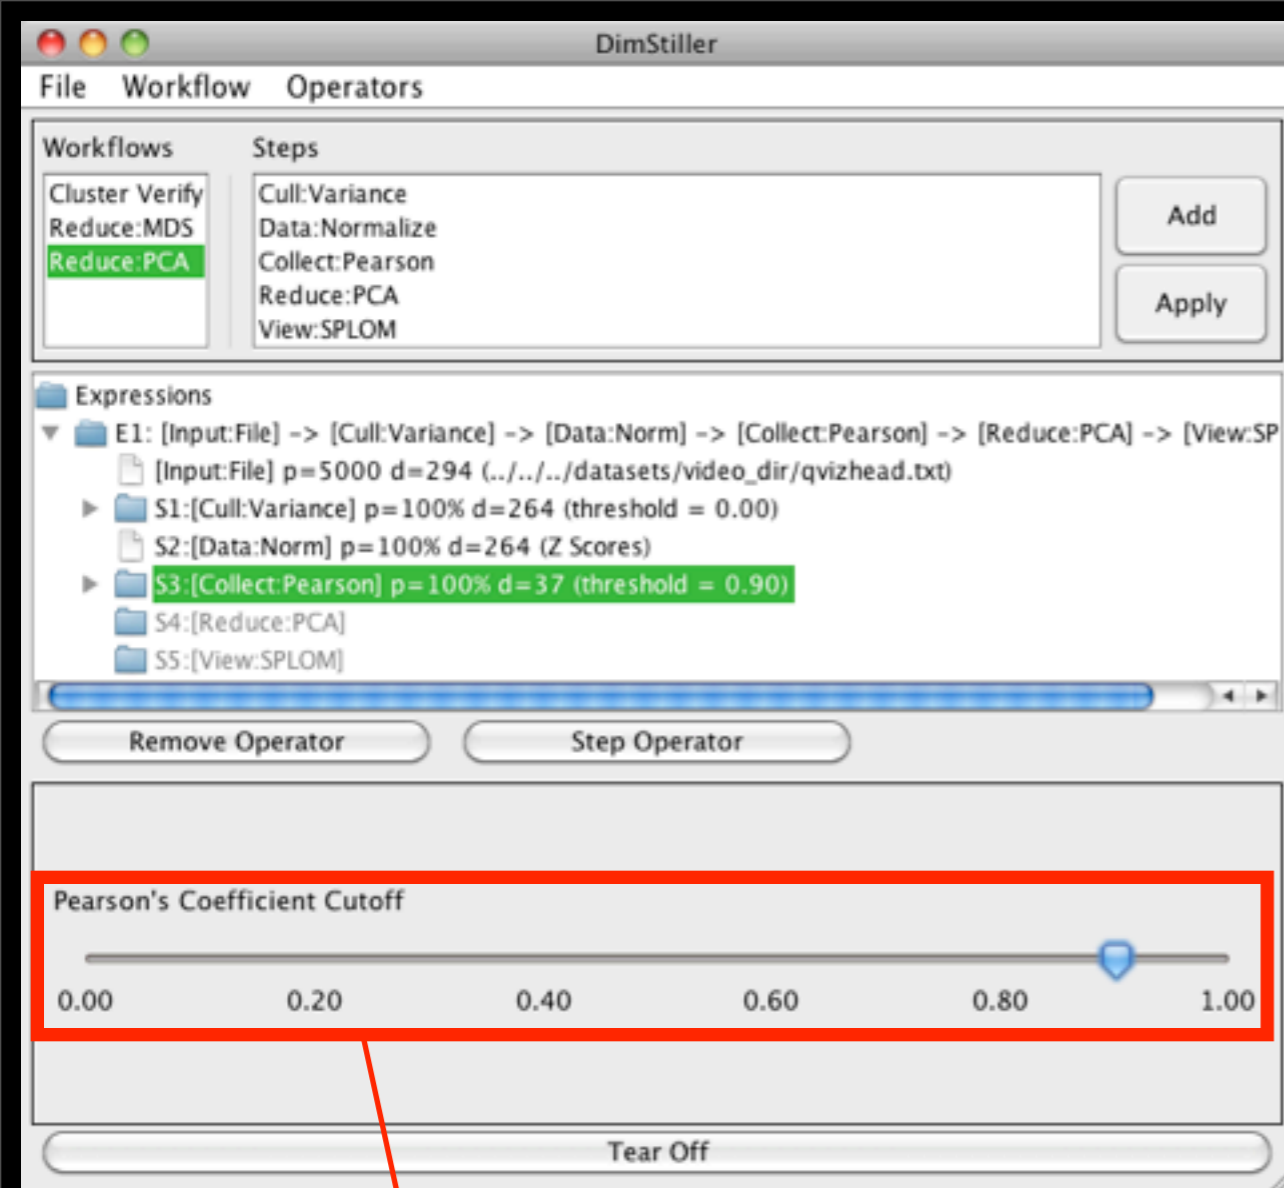 DimStiller
File Workflow Operators
Workflows Steps
Cluster Verify
Reduce:MDS
Reduce:PCA
Cull:Variance
Data:Normalize
Collect:Pearson
Reduce:PCA
View:SPLOM
Add
Apply
Expressions
E1: [Input:File] -> [Cull:Variance] -> [Data:Norm] -> [Collect:Pearson] -> [Reduce:PCA] -> [View:SP
[Input:File] p=5000 d=294 (../../../datasets/video_dir/qvizhead.txt)
S1:[Cull:Variance] p=100% d=264 (threshold = 0.00)
S2:[Data:Norm] p=100% d=264 (Z Scores)
S3:[Collect:Pearson] p=100% d=37 (threshold = 0.90)
S4:[Reduce:PCA]
S5:[View:SPLOM]
Remove Operator Step Operator
Pearson's Coefficient Cutoff
0.00 0.20 0.40 0.60 0.80 1.00
Tear Off